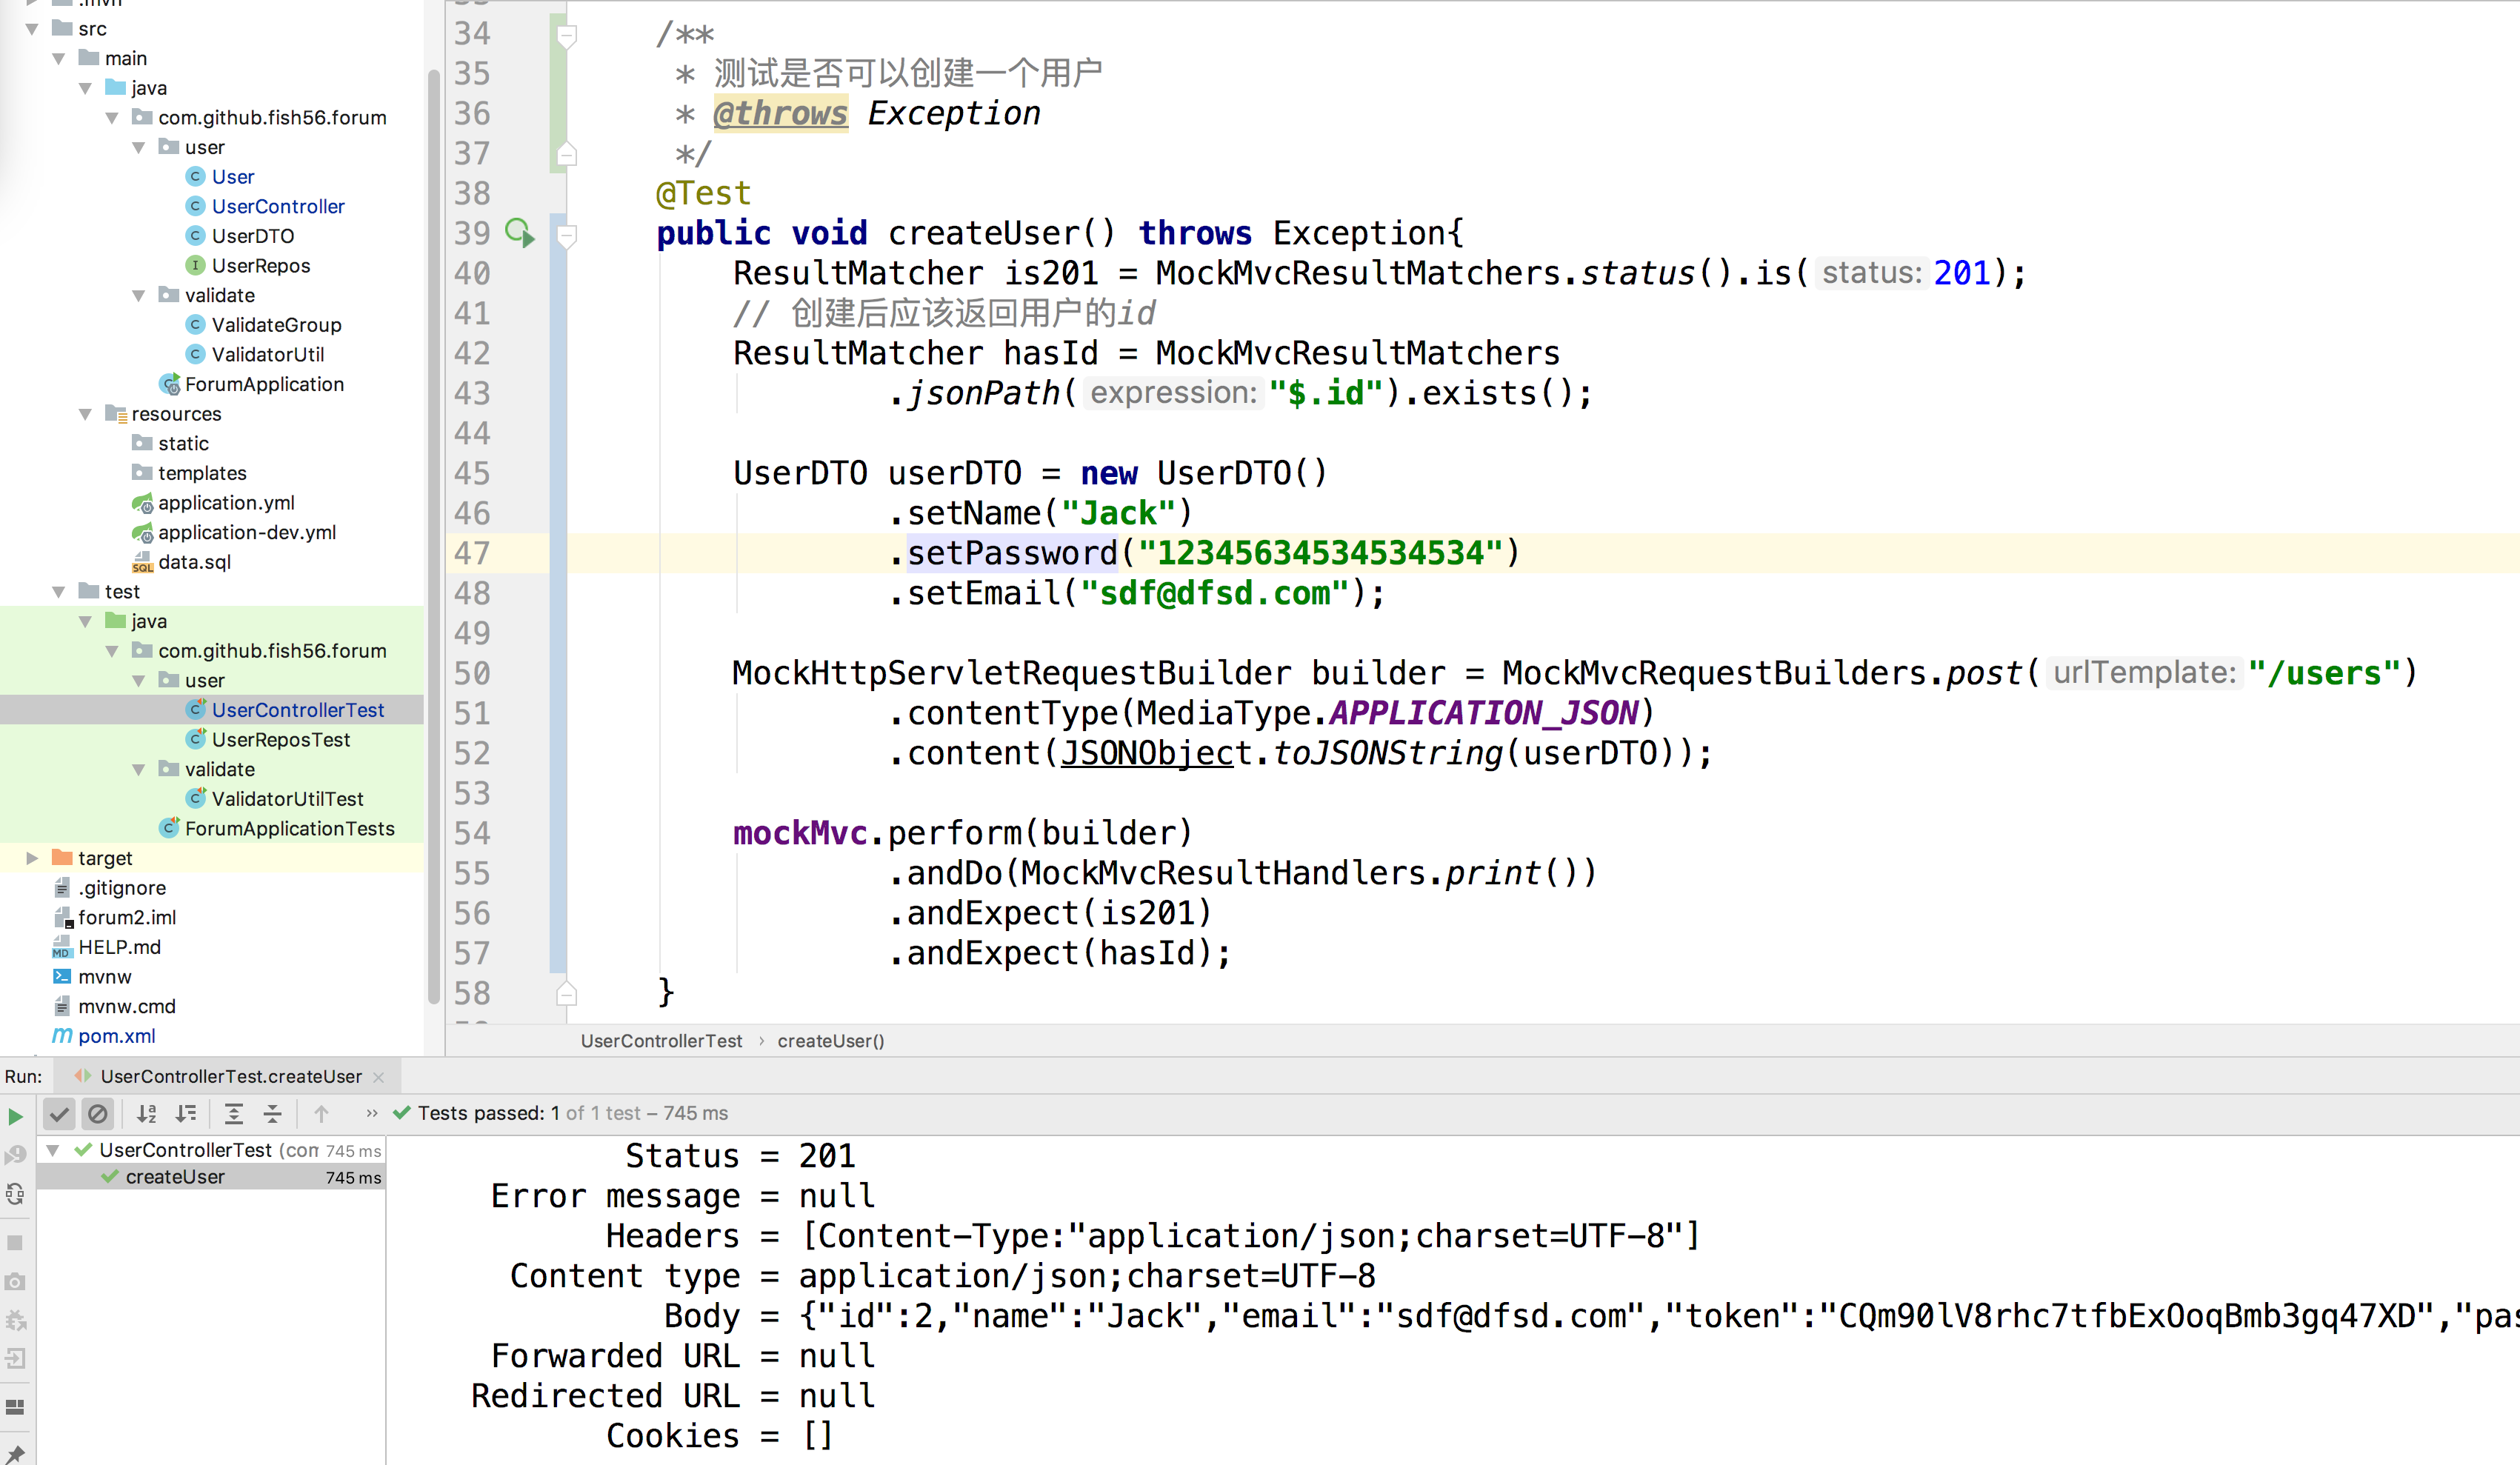 .mvn
src
main
java
com.github.fish56.forum
user
User
UserController
UserDTO
UserRepos
validate
ValidateGroup
ValidatorUtil
ForumApplication
resources
static
templates
application.yml
application-dev.yml
data.sql
test
java
com.github.fish56.forum
user
UserControllerTest
UserReposTest
validate
ValidatorUtilTest
ForumApplicationTests
target
.gitignore
forum2.iml
HELP.md
mvnw
mvnw.cmd
pom.xml
34 /**
35 * 测试是否可以创建一个用户
36 * @throws Exception
37 */
38 @Test
39 public void createUser() throws Exception{
40 ResultMatcher is201 = MockMvcResultMatchers.status().is( status: 201);
41 // 创建后应该返回用户的id
42 ResultMatcher hasId = MockMvcResultMatchers
43 .jsonPath( expression: "$.id").exists();
44
45 UserDTO userDTO = new UserDTO()
46 .setName("Jack")
47 .setPassword("12345634534534534")
48 .setEmail("sdf@dfsd.com");
49
50 MockHttpServletRequestBuilder builder = MockMvcRequestBuilders.post( urlTemplate: "/users")
51 .contentType(MediaType.APPLICATION_JSON)
52 .content(JSONObject.toJSONString(userDTO));
53
54 mockMvc.perform(builder)
55 .andDo(MockMvcResultHandlers.print())
56 .andExpect(is201)
57 .andExpect(hasId);
58 }
UserControllerTest › createUser()
Run: UserControllerTest.createUser ×
» Tests passed: 1 of 1 test – 745 ms
UserControllerTest (com 745 ms
createUser 745 ms
Status = 201
Error message = null
Headers = [Content-Type:"application/json;charset=UTF-8"]
Content type = application/json;charset=UTF-8
Body = {"id":2,"name":"Jack","email":"sdf@dfsd.com","token":"CQm90lV8rhc7tfbExOoqBmb3gq47XD","pas
Forwarded URL = null
Redirected URL = null
Cookies = []